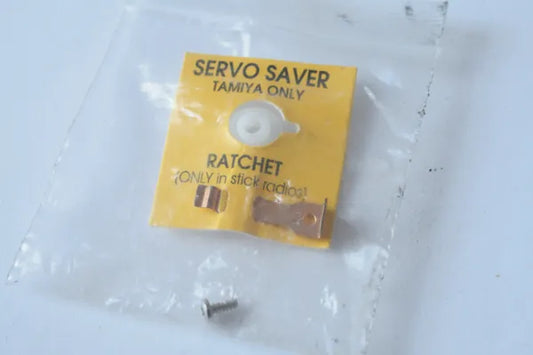 SERVO SAVER
TAMIYA ONLY
RATCHET
(ONLY in stick radios)